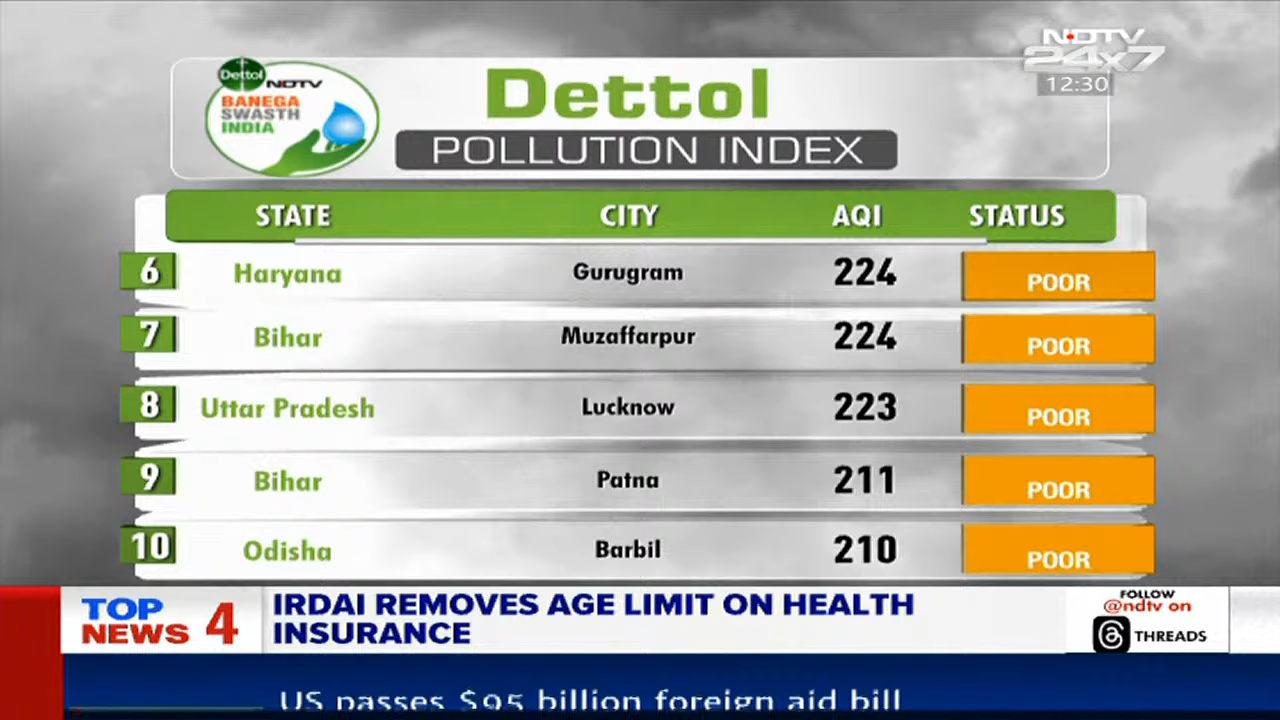 NDTV
24x7
12:30
Dettol NDTV
BANEGA
SWASTH
INDIA
Dettol
POLLUTION INDEX
STATE CITY AQI STATUS
6 Haryana Gurugram 224 POOR
7 Bihar Muzaffarpur 224 POOR
8 Uttar Pradesh Lucknow 223 POOR
9 Bihar Patna 211 POOR
10 Odisha Barbil 210 POOR
TOP
NEWS 4
IRDAI REMOVES AGE LIMIT ON HEALTH
INSURANCE
FOLLOW
@ndtv on
THREADS
US passes $95 billion foreign aid bill